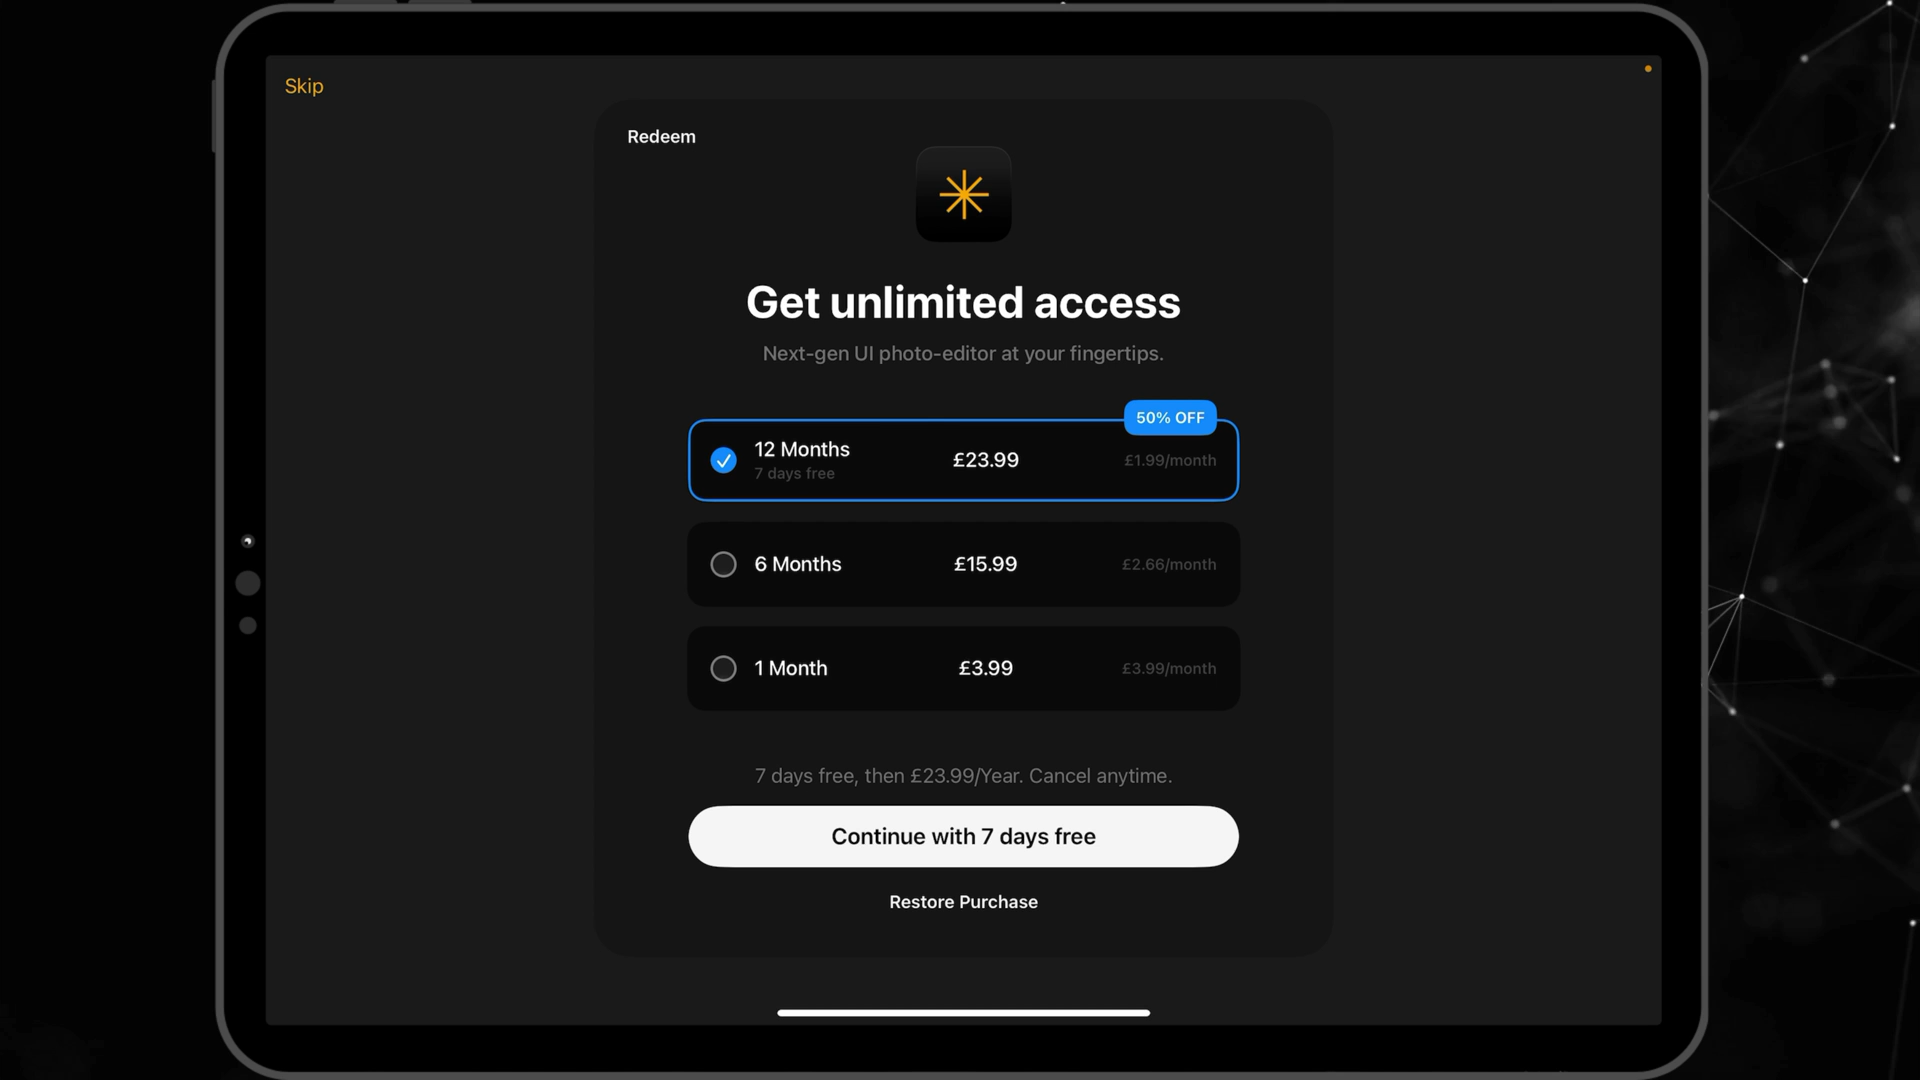 Skip
Redeem
Get unlimited access
Next-gen UI photo-editor at your fingertips.
50% OFF
12 Months
7 days free
£23.99
£1.99/month
6 Months
£15.99
£2.66/month
1 Month
£3.99
£3.99/month
7 days free, then £23.99/Year. Cancel anytime.
Continue with 7 days free
Restore Purchase